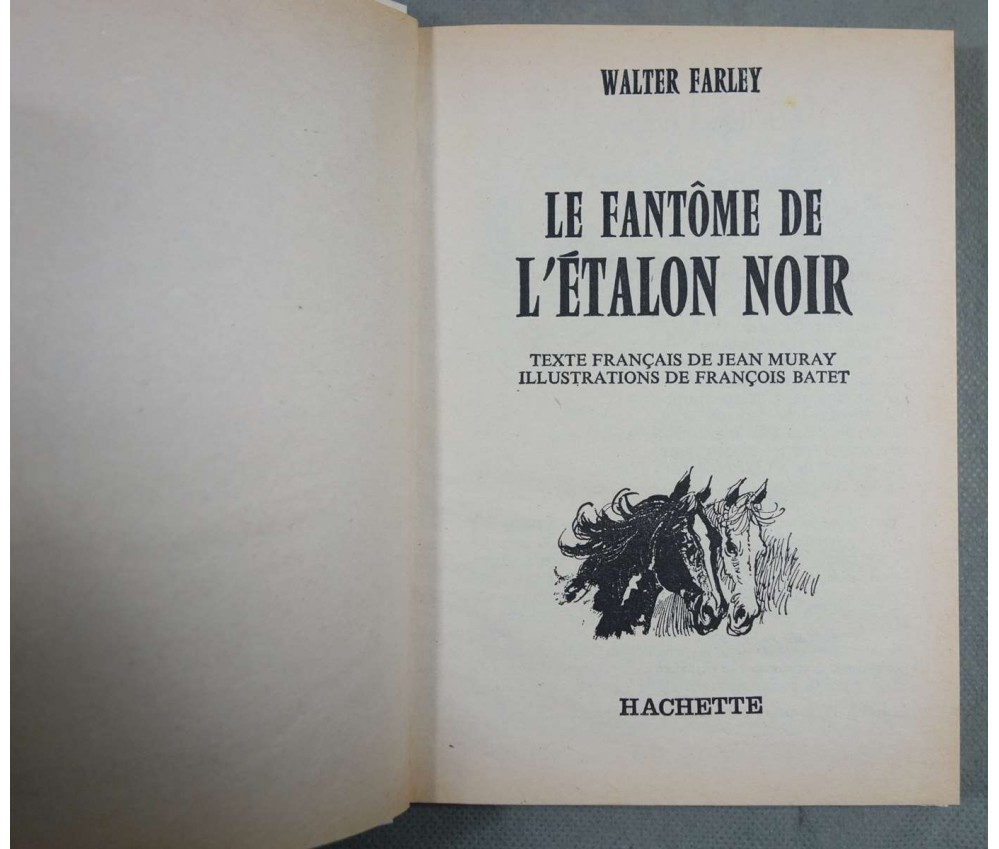 WALTER FARLEY
LE FANTÔME DE
L'ÉTALON NOIR
TEXTE FRANÇAIS DE JEAN MURAY
ILLUSTRATIONS DE FRANÇOIS BATET
HACHETTE